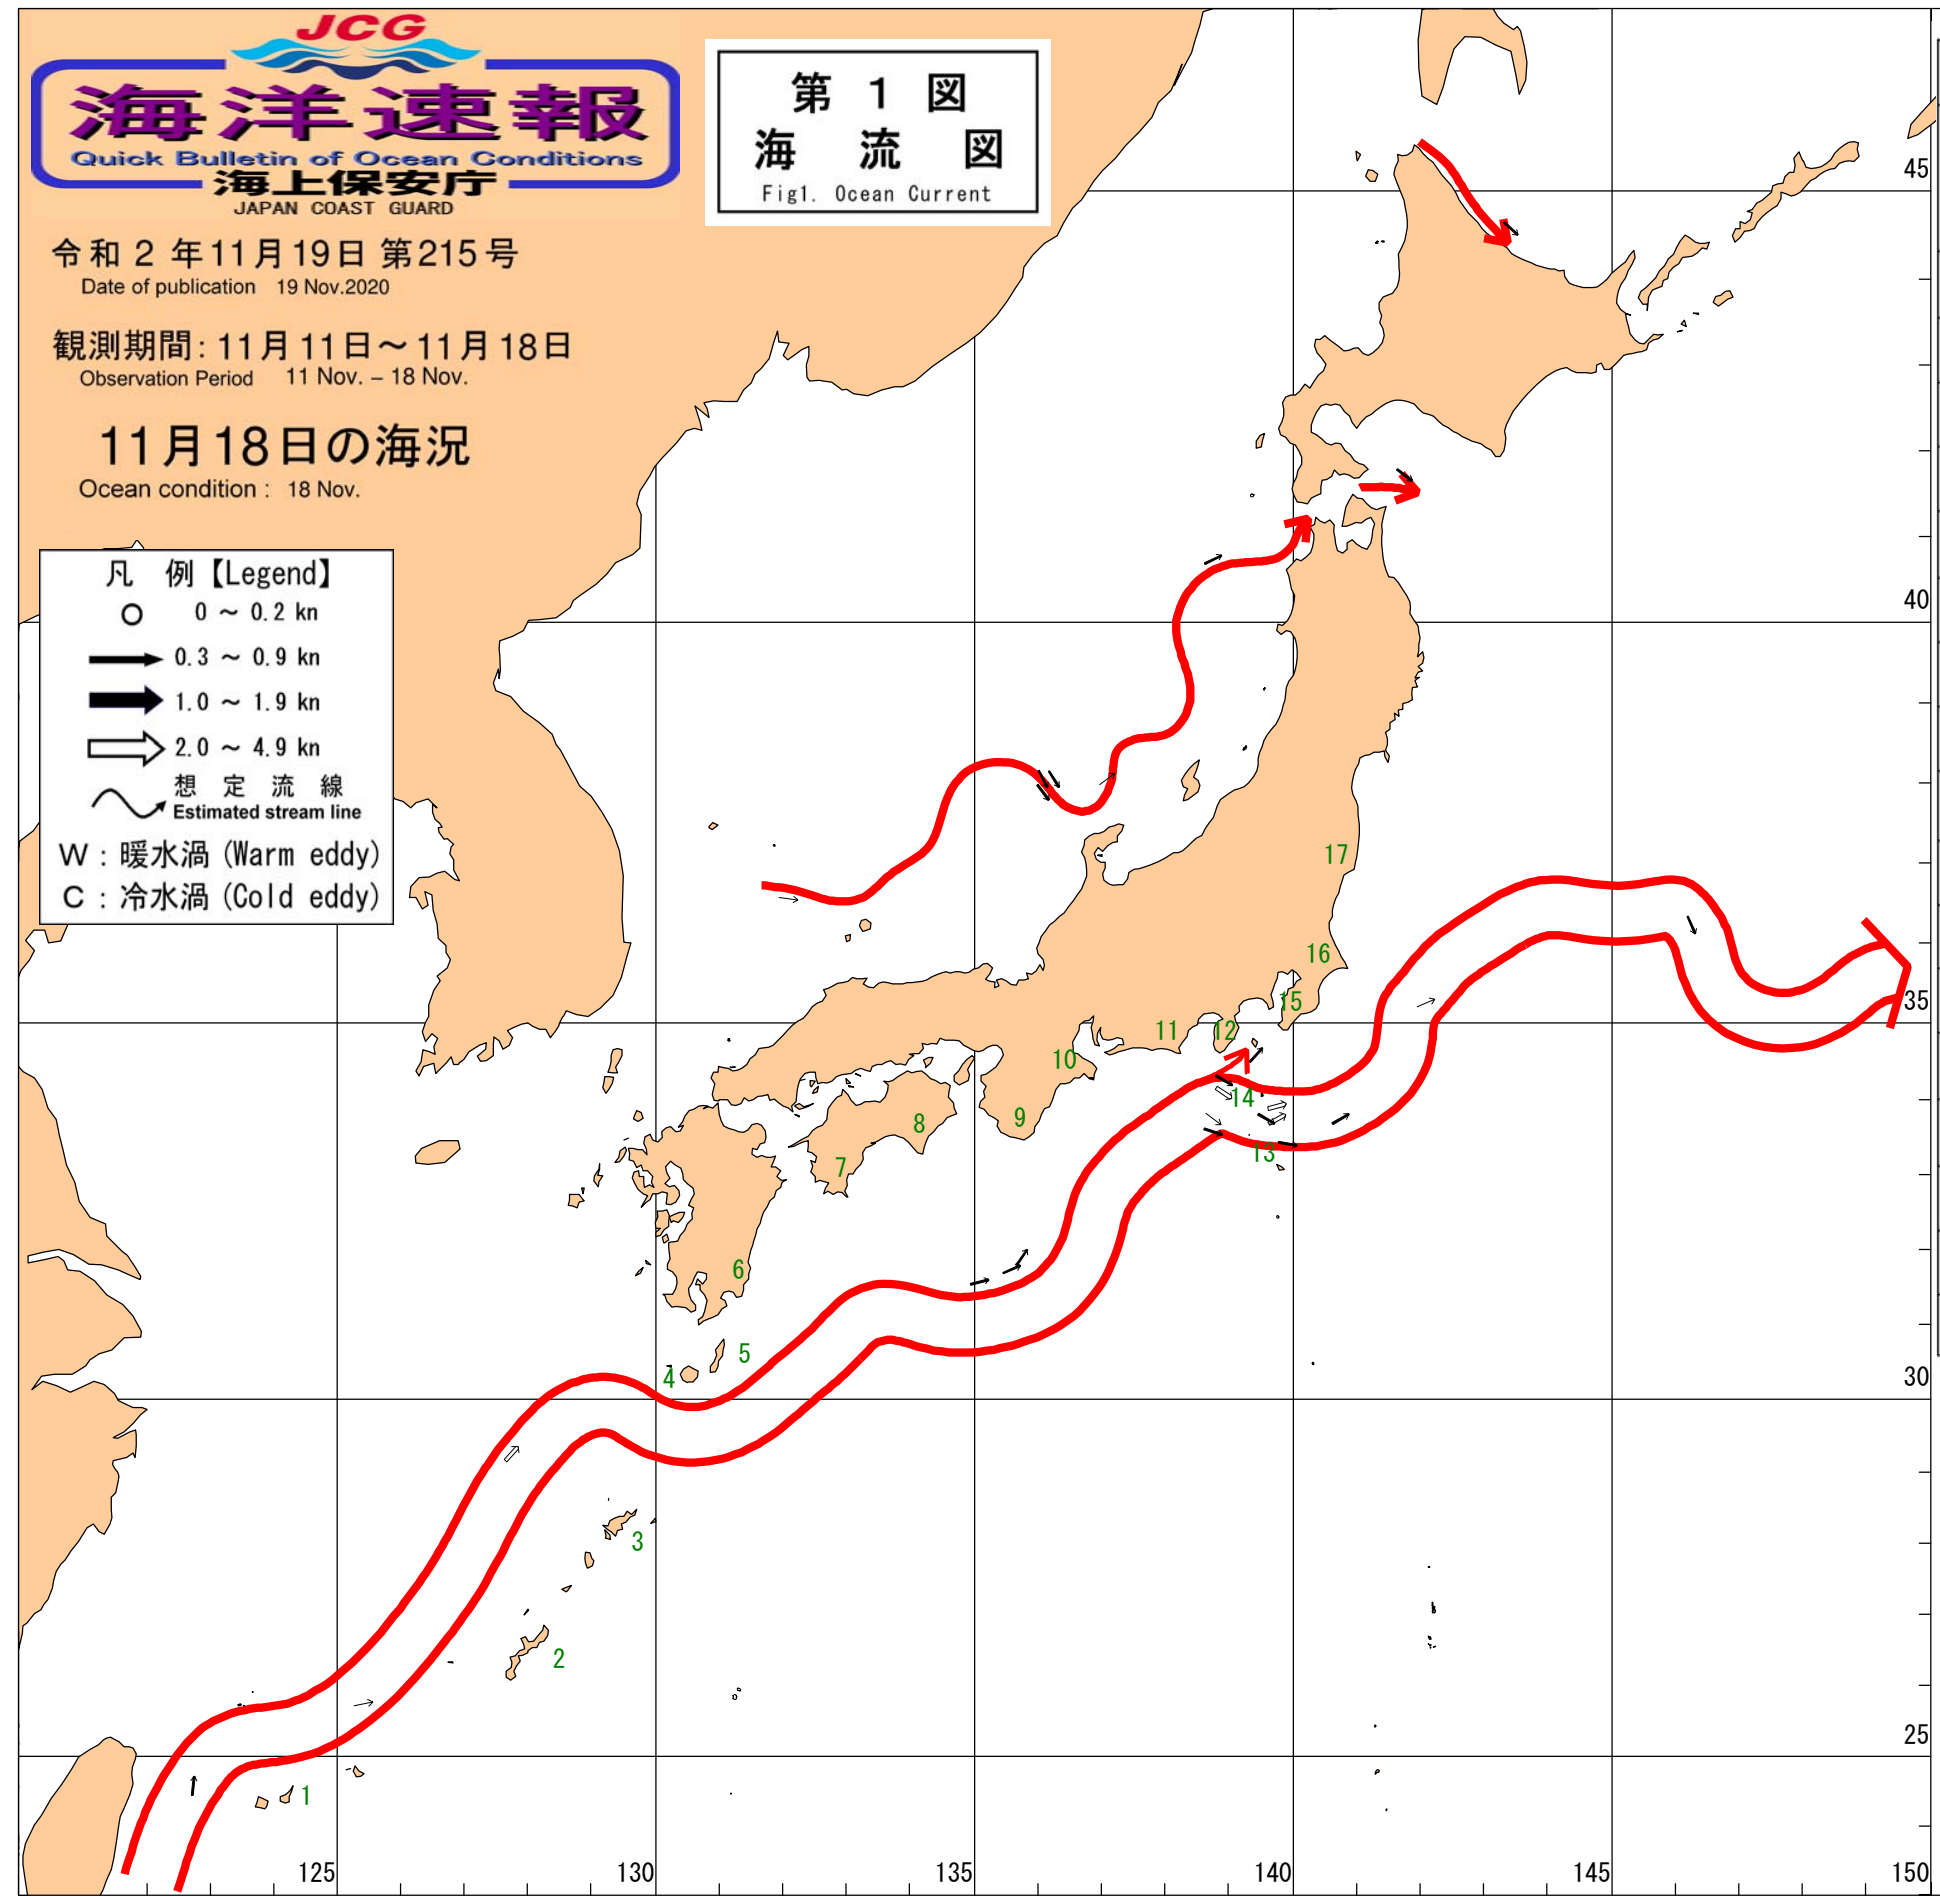 JCG
海洋速報
Quick Bulletin of Ocean Conditions
海上保安庁
JAPAN COAST GUARD
第 1 図
海 流 図
Fig1. Ocean Current
令和 2 年11月19日 第215号
Date of publication 19 Nov.2020
観測期間: 11月11日～11月18日
Observation Period 11 Nov. – 18 Nov.
11月18日の海況
Ocean condition : 18 Nov.
凡 例【Legend】
0 ～ 0.2 kn
0.3 ～ 0.9 kn
1.0 ～ 1.9 kn
2.0 ～ 4.9 kn
想 定 流 線
Estimated stream line
W : 暖水渦 (Warm eddy)
C : 冷水渦 (Cold eddy)
45
40
35
30
25
17
16
15
12
11
10
14
9
8
13
7
6
5
4
3
2
1
125
130
135
140
145
150